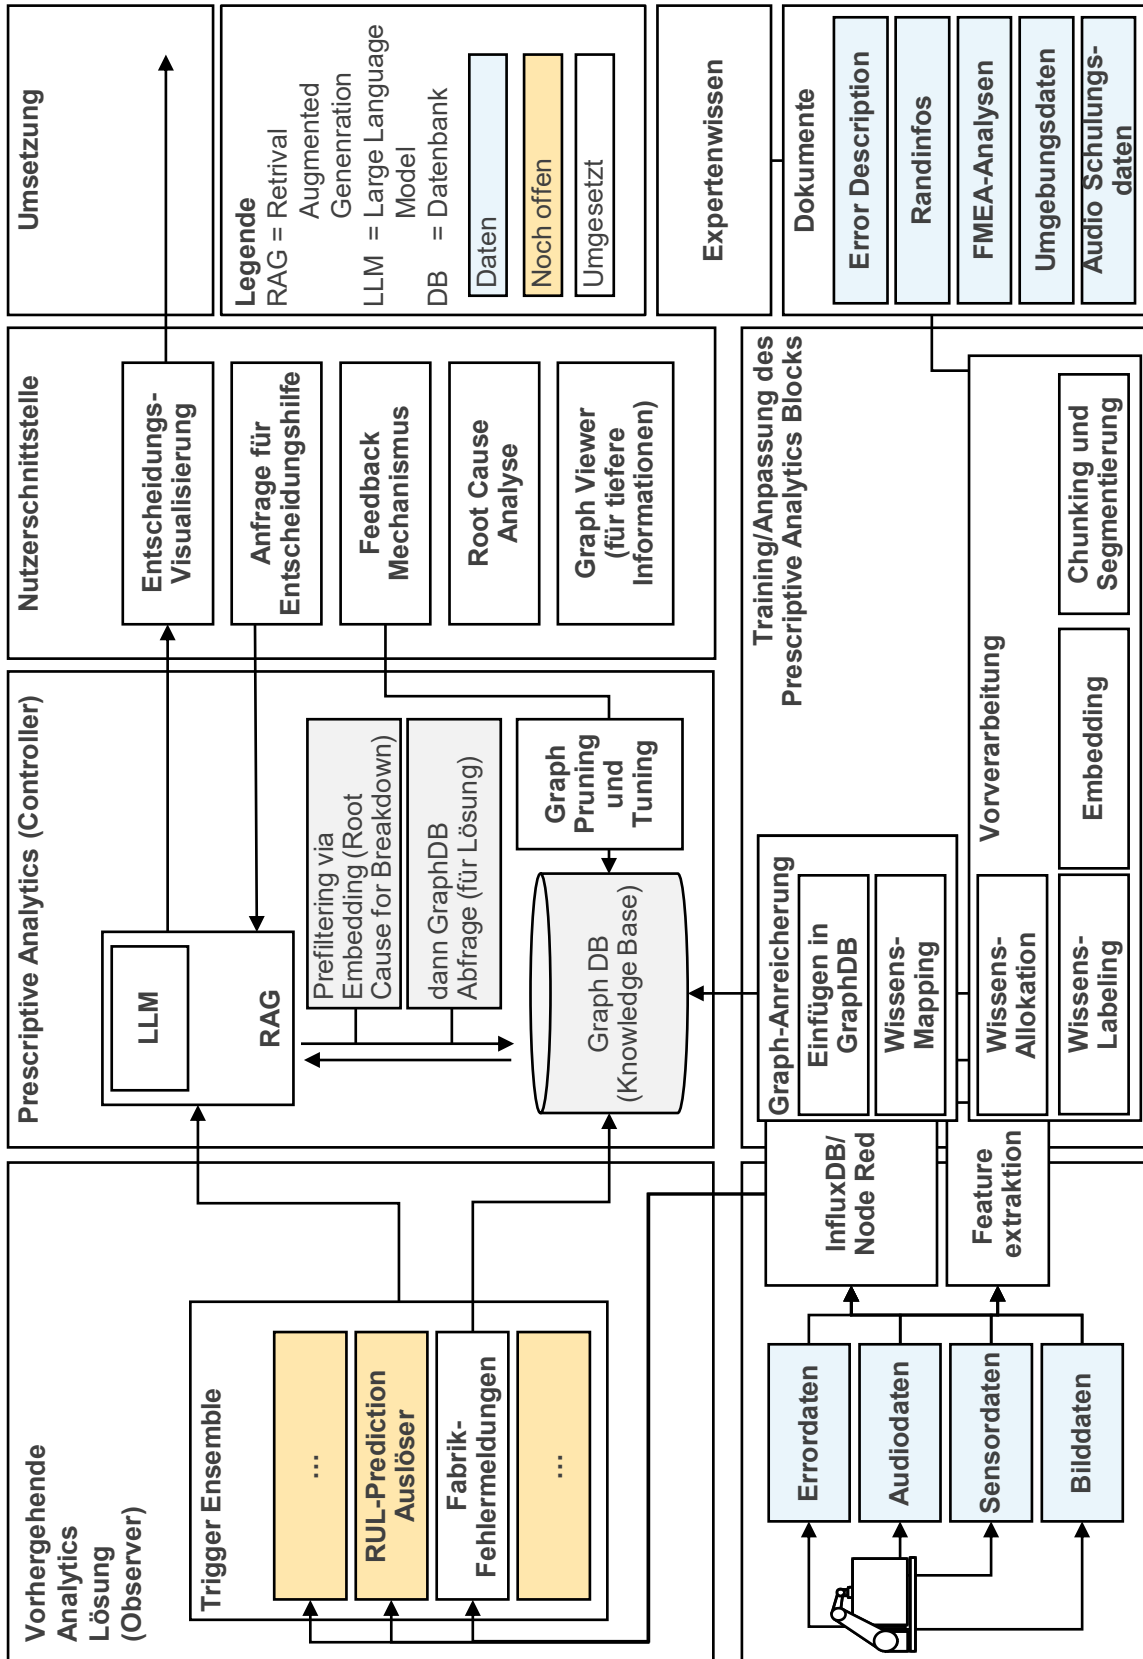 Vorhergehende
Analytics
Lösung
(Observer)
Trigger Ensemble
...
RUL-Prediction
Auslöser
Fabrik-
Fehlermeldungen
...
Prescriptive Analytics (Controller)
LLM
RAG
Prefiltering via
Embedding (Root
Cause for Breakdown)
dann GraphDB
Abfrage (für Lösung)
Graph DB
(Knowledge Base)
Graph
Pruning
und
Tuning
Nutzerschnittstelle
Entscheidungs-
Visualisierung
Anfrage für
Entscheidungshilfe
Feedback
Mechanismus
Root Cause
Analyse
Graph Viewer
(für tiefere
Informationen)
Umsetzung
Legende
RAG = Retrival
Augmented
Genenration
LLM = Large Language
Model
DB = Datenbank
Daten
Noch offen
Umgesetzt
Errordaten
Audiodaten
Sensordaten
Bilddaten
InfluxDB/
Node Red
Feature
extraktion
Training/Anpassung des
Prescriptive Analytics Blocks
Graph-Anreicherung
Einfügen in
GraphDB
Wissens-
Mapping
Vorverarbeitung
Wissens-
Allokation
Wissens-
Labeling
Embedding
Chunking und
Segmentierung
Expertenwissen
Dokumente
Error Description
Randinfos
FMEA-Analysen
Umgebungsdaten
Audio Schulungs-
daten